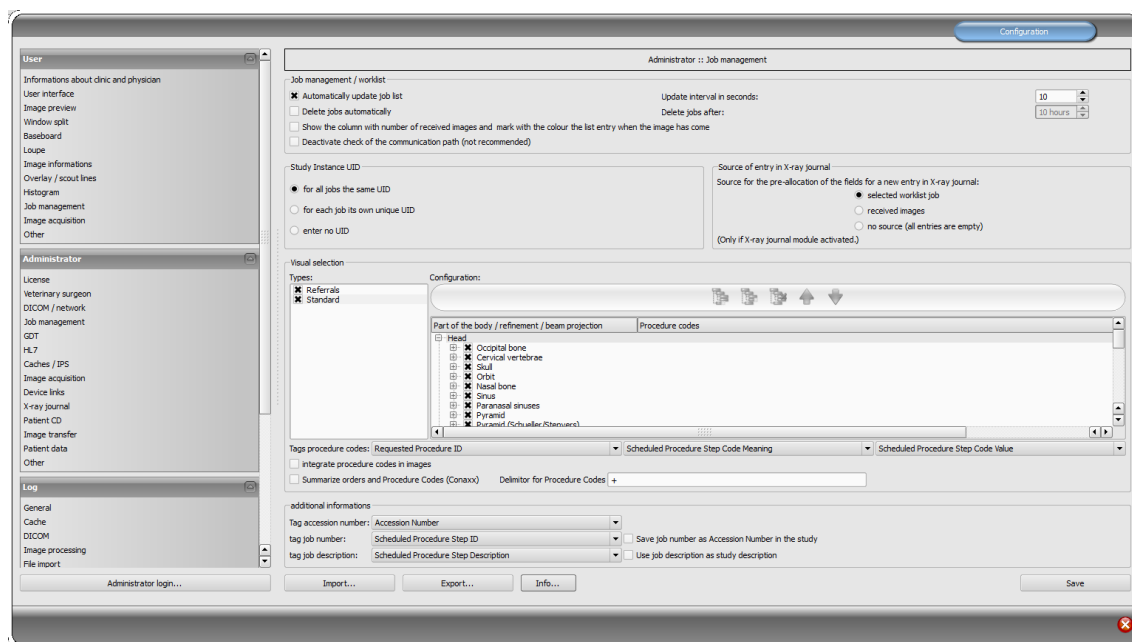 Configuration
User
Informations about clinic and physician
User interface
Image preview
Window split
Baseboard
Loupe
Image informations
Overlay / scout lines
Histogram
Job management
Image acquisition
Other
Administrator
License
Veterinary surgeon
DICOM / network
Job management
GDT
HL7
Caches / IPS
Image acquisition
Device links
X-ray journal
Patient CD
Image transfer
Patient data
Other
Log
General
Cache
DICOM
Image processing
File import
Administrator login...
Administrator :: Job management
Job management / worklist
Automatically update job list
Update interval in seconds:
10
Delete jobs automatically
Delete jobs after:
10 hours
Show the column with number of received images and mark with the colour the list entry when the image has come
Deactivate check of the communication path (not recommended)
Study Instance UID
for all jobs the same UID
for each job its own unique UID
enter no UID
Source of entry in X-ray journal
Source for the pre-allocation of the fields for a new entry in X-ray journal:
selected worklist job
received images
no source (all entries are empty)
(Only if X-ray journal module activated.)
Visual selection
Types:
Referrals
Standard
Configuration:
Part of the body / refinement / beam projection
Procedure codes
Head
Occipital bone
Cervical vertebrae
Skull
Orbit
Nasal bone
Sinus
Paranasal sinuses
Pyramid
Pyramid (Schueller/Stenvers)
Tags procedure codes: Requested Procedure ID
Scheduled Procedure Step Code Meaning
Scheduled Procedure Step Code Value
integrate procedure codes in images
Summarize orders and Procedure Codes (Conaxx)
Delimitor for Procedure Codes +
additional informations
Tag accession number: Accession Number
tag job number: Scheduled Procedure Step ID
Save job number as Accession Number in the study
tag job description: Scheduled Procedure Step Description
Use job description as study description
Import...
Export...
Info...
Save